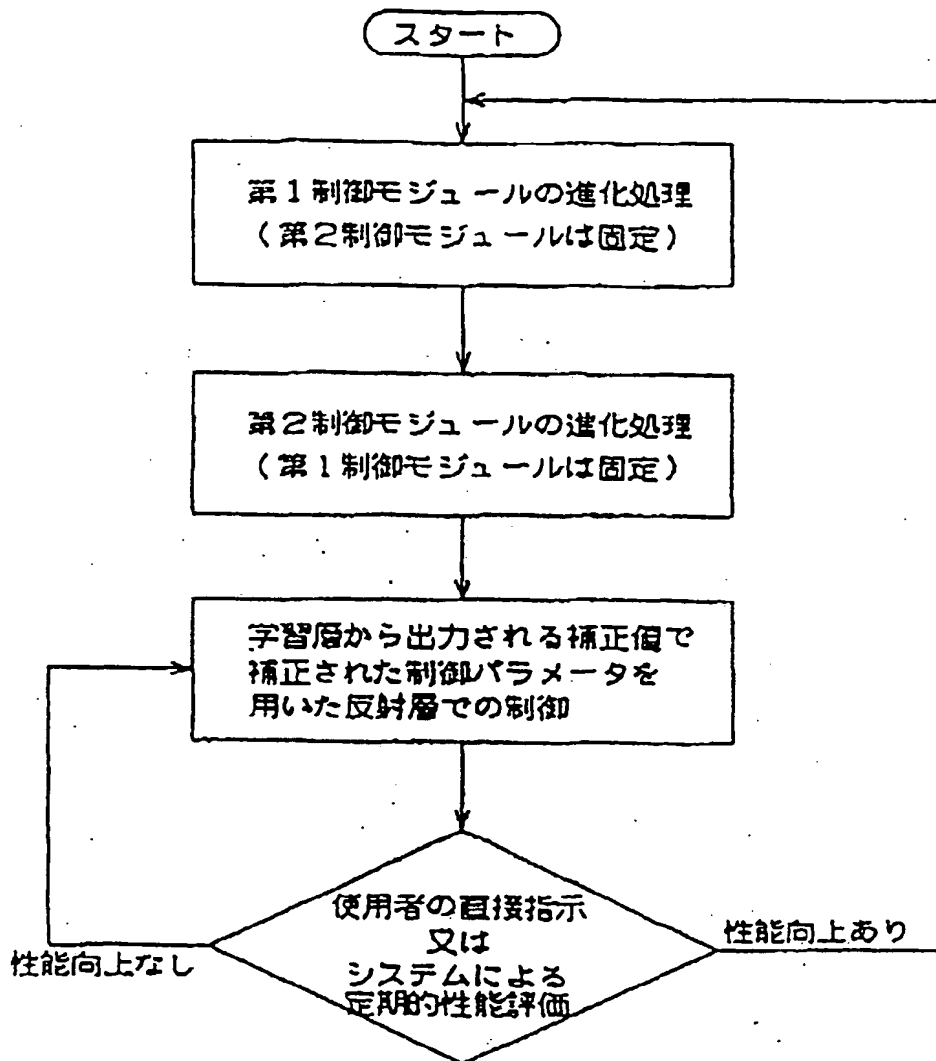 スタート
第1制御モジュールの進化処理
(第2制御モジュールは固定)
第2制御モジュールの進化処理
(第1制御モジュールは固定)
学習層から出力される補正値で
補正された制御パラメータを
用いた反射層での制御
使用者の直接指示
又は
システムによる
定期的性能評価
性能向上なし
性能向上あり